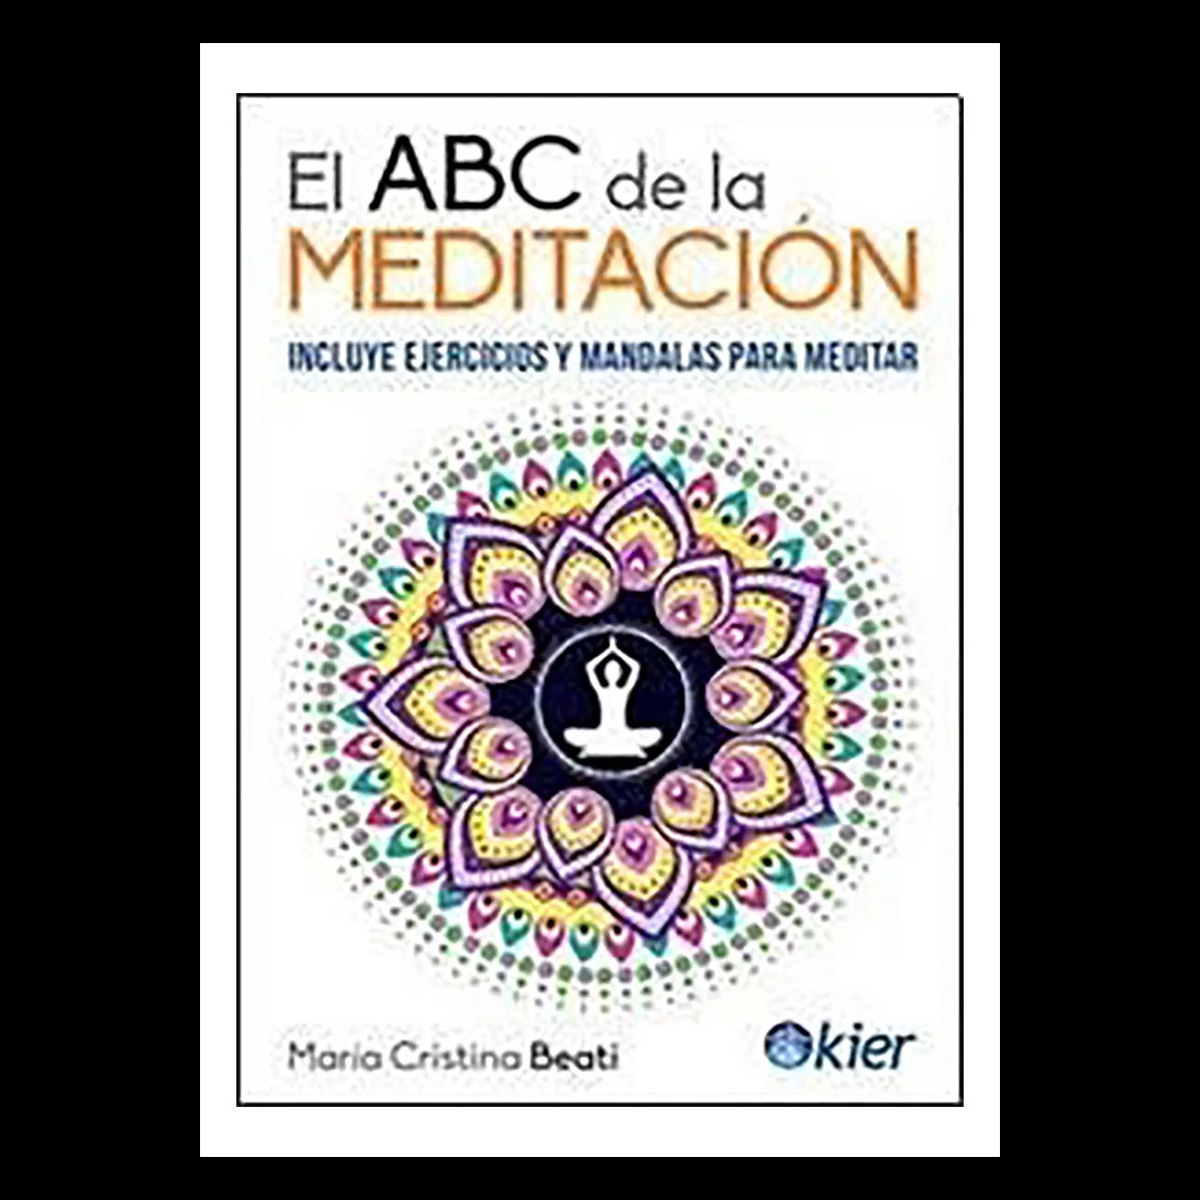 El ABC de la
MEDITACIÓN
INCLUYE EJERCICIOS Y MANDALAS PARA MEDITAR
María Cristina Beati
kier